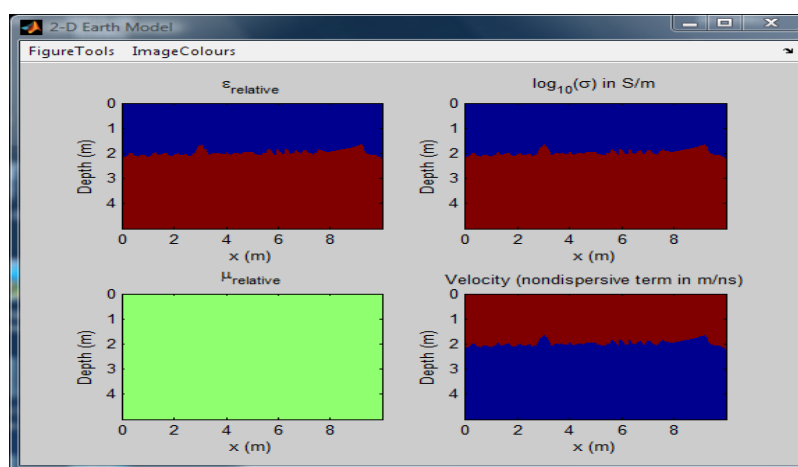 2-D Earth Model
FigureTools ImageColours
εrelative
0
1
2
3
4
Depth (m)
0 2 4 6 8
x (m)
log10(σ) in S/m
0
1
2
3
4
Depth (m)
0 2 4 6 8
x (m)
μrelative
0
1
2
3
4
Depth (m)
0 2 4 6 8
x (m)
Velocity (nondispersive term in m/ns)
0
1
2
3
4
Depth (m)
0 2 4 6 8
x (m)